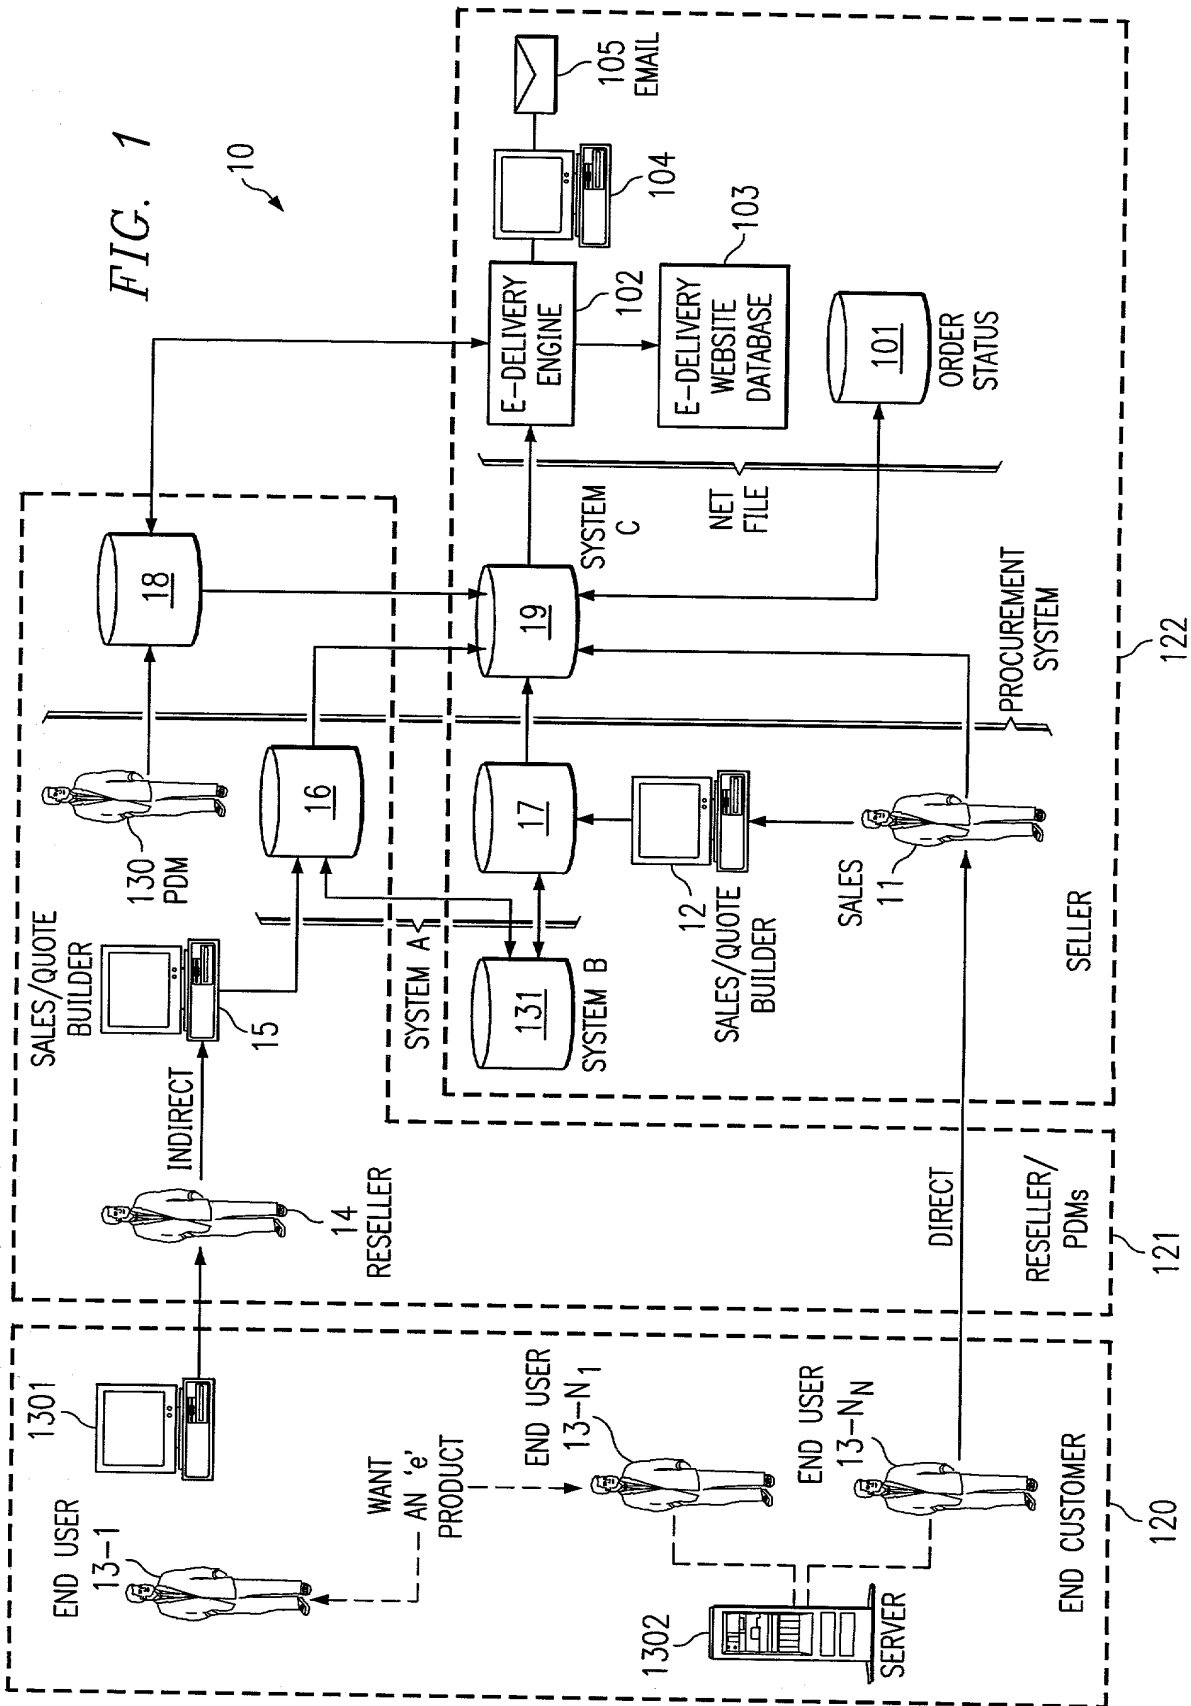 FIG. 1
10
END USER
13-1
1301
WANT
AN 'e'
PRODUCT
END USER
13-N1
END USER
13-NN
1302
SERVER
END CUSTOMER
120
14
RESELLER
INDIRECT
SALES/QUOTE
BUILDER
15
130
PDM
16
18
SYSTEM A
DIRECT
RESELLER/
PDMs
121
131
SYSTEM B
17
12
SALES/QUOTE
BUILDER
SALES
11
SELLER
19
SYSTEM
C
PROCUREMENT
SYSTEM
NET
FILE
122
E-DELIVERY
ENGINE
102
E-DELIVERY
WEBSITE
DATABASE
103
104
105
EMAIL
101
ORDER
STATUS